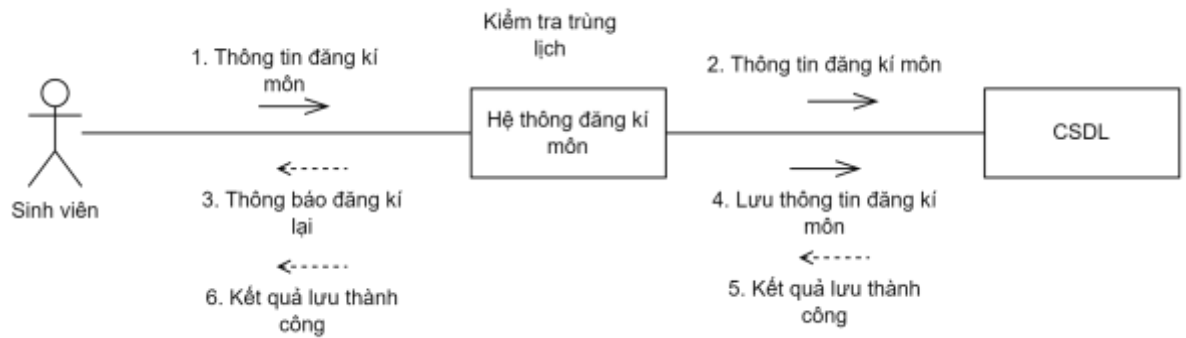 Kiểm tra trùng
lịch
1. Thông tin đăng kí
môn
2. Thông tin đăng kí môn
Hệ thông đăng kí
môn
CSDL
Sinh viên
3. Thông báo đăng kí
lại
4. Lưu thông tin đăng kí
môn
6. Kết quả lưu thành
công
5. Kết quả lưu thành
công